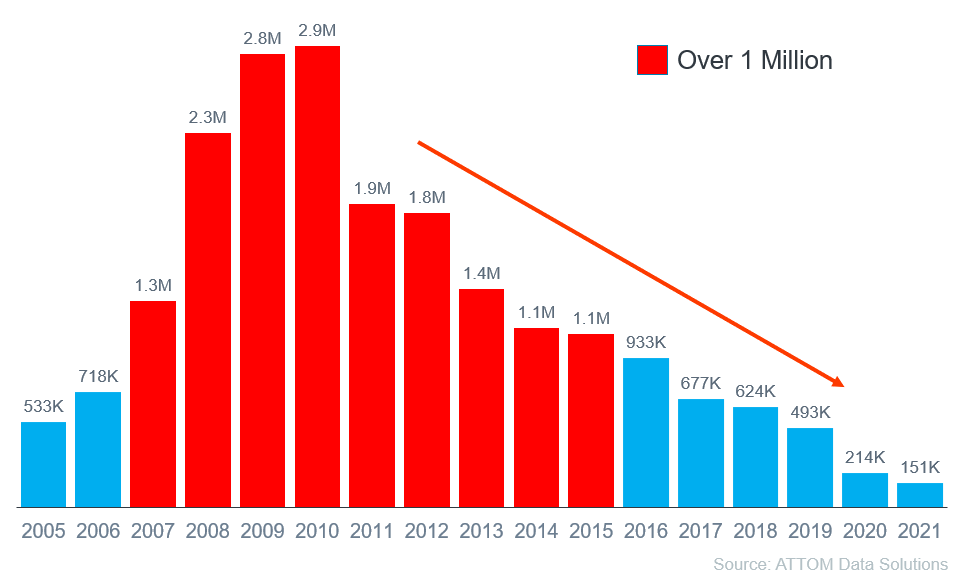 Over 1 Million
533K
718K
1.3M
2.3M
2.8M
2.9M
1.9M
1.8M
1.4M
1.1M
1.1M
933K
677K
624K
493K
214K
151K
2005 2006 2007 2008 2009 2010 2011 2012 2013 2014 2015 2016 2017 2018 2019 2020 2021
Source: ATTOM Data Solutions